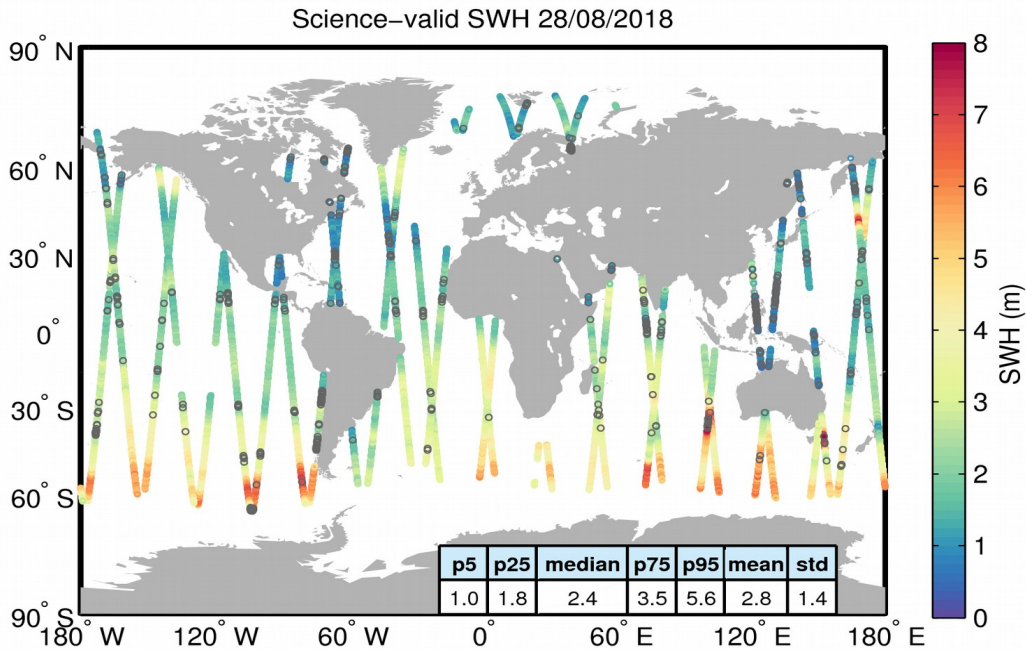 Science−valid SWH 28/08/2018
90° N
60° N
30° N
0°
30° S
60° S
90° S
180° W 120° W 60° W 0° 60° E 120° E 180° E
p5 p25 median p75 p95 mean std
1.0 1.8 2.4 3.5 5.6 2.8 1.4
8
7
6
5
4
3
2
1
0
SWH (m)